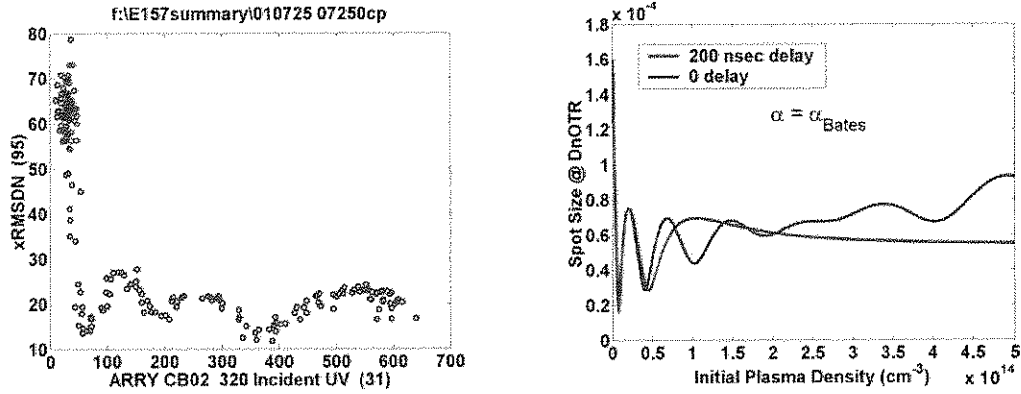 f:\E157summary\010725 07250cp
80
70
60
50
40
30
20
10
xRMSDN (95)
0 100 200 300 400 500 600 700
ARRY CB02 320 Incident UV (31)
x 10-4
1.8
1.6
1.4
1.2
1
0.8
0.6
0.4
0.2
0
Spot Size @ DnOTR
200 nsec delay
0 delay
α = αBates
0 0.5 1 1.5 2 2.5 3 3.5 4 4.5 5
Initial Plasma Density (cm-3)
x 10 14